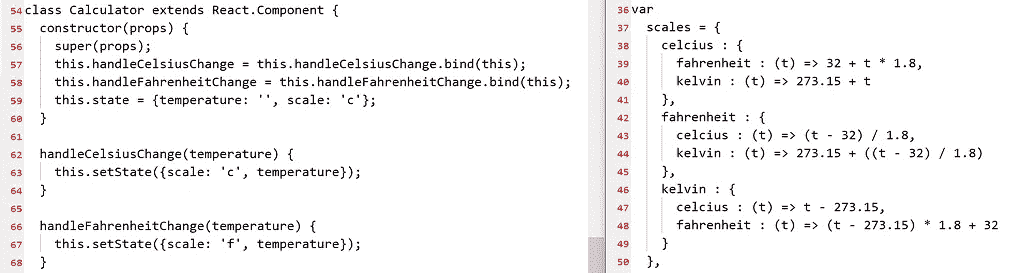 54 class Calculator extends React.Component {
55   constructor(props) {
56     super(props);
57     this.handleCelsiusChange = this.handleCelsiusChange.bind(this);
58     this.handleFahrenheitChange = this.handleFahrenheitChange.bind(this);
59     this.state = {temperature: '', scale: 'c'};
60   }
61
62   handleCelsiusChange(temperature) {
63     this.setState({scale: 'c', temperature});
64   }
65
66   handleFahrenheitChange(temperature) {
67     this.setState({scale: 'f', temperature});
68   }
36 var
37   scales = {
38     celcius : {
39       fahrenheit : (t) => 32 + t * 1.8,
40       kelvin : (t) => 273.15 + t
41     },
42     fahrenheit : {
43       celcius : (t) => (t - 32) / 1.8,
44       kelvin : (t) => 273.15 + ((t - 32) / 1.8)
45     },
46     kelvin : {
47       celcius : (t) => t - 273.15,
48       fahrenheit : (t) => (t - 273.15) * 1.8 + 32
49     }
50   },